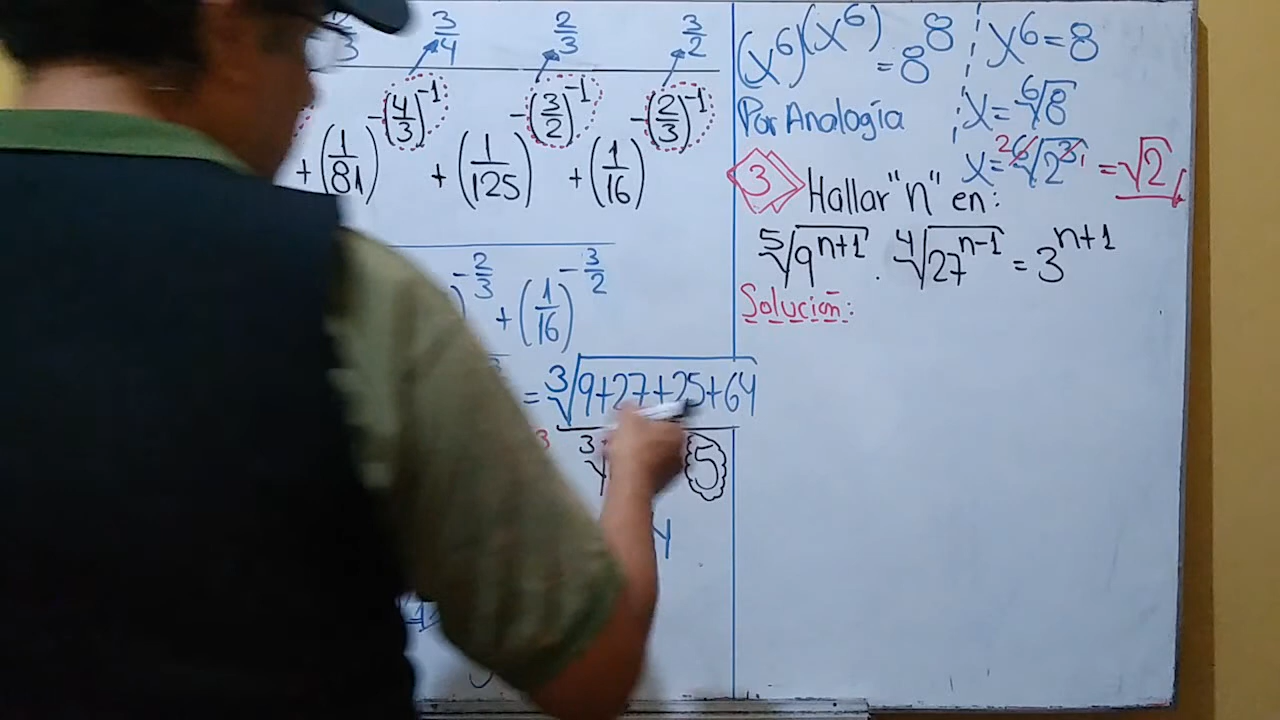 3/4 2/3 3/2
+(1/81)^-(4/3)^-1 +(1/125)^-(3/2)^-1 +(1/16)^-(2/3)^-1
-2/3 +(1/16)^-3/2
= ³√(9+27+25+64
5
(x⁶)^(x⁶) = 8⁸
Por Analogía
x⁶=8
x=⁶√8
x=⁶√2³ =√2
3 Hallar "n" en:
⁵√9^(n+1) . ⁴√27^(n-1) = 3^(n+1)
Solución: